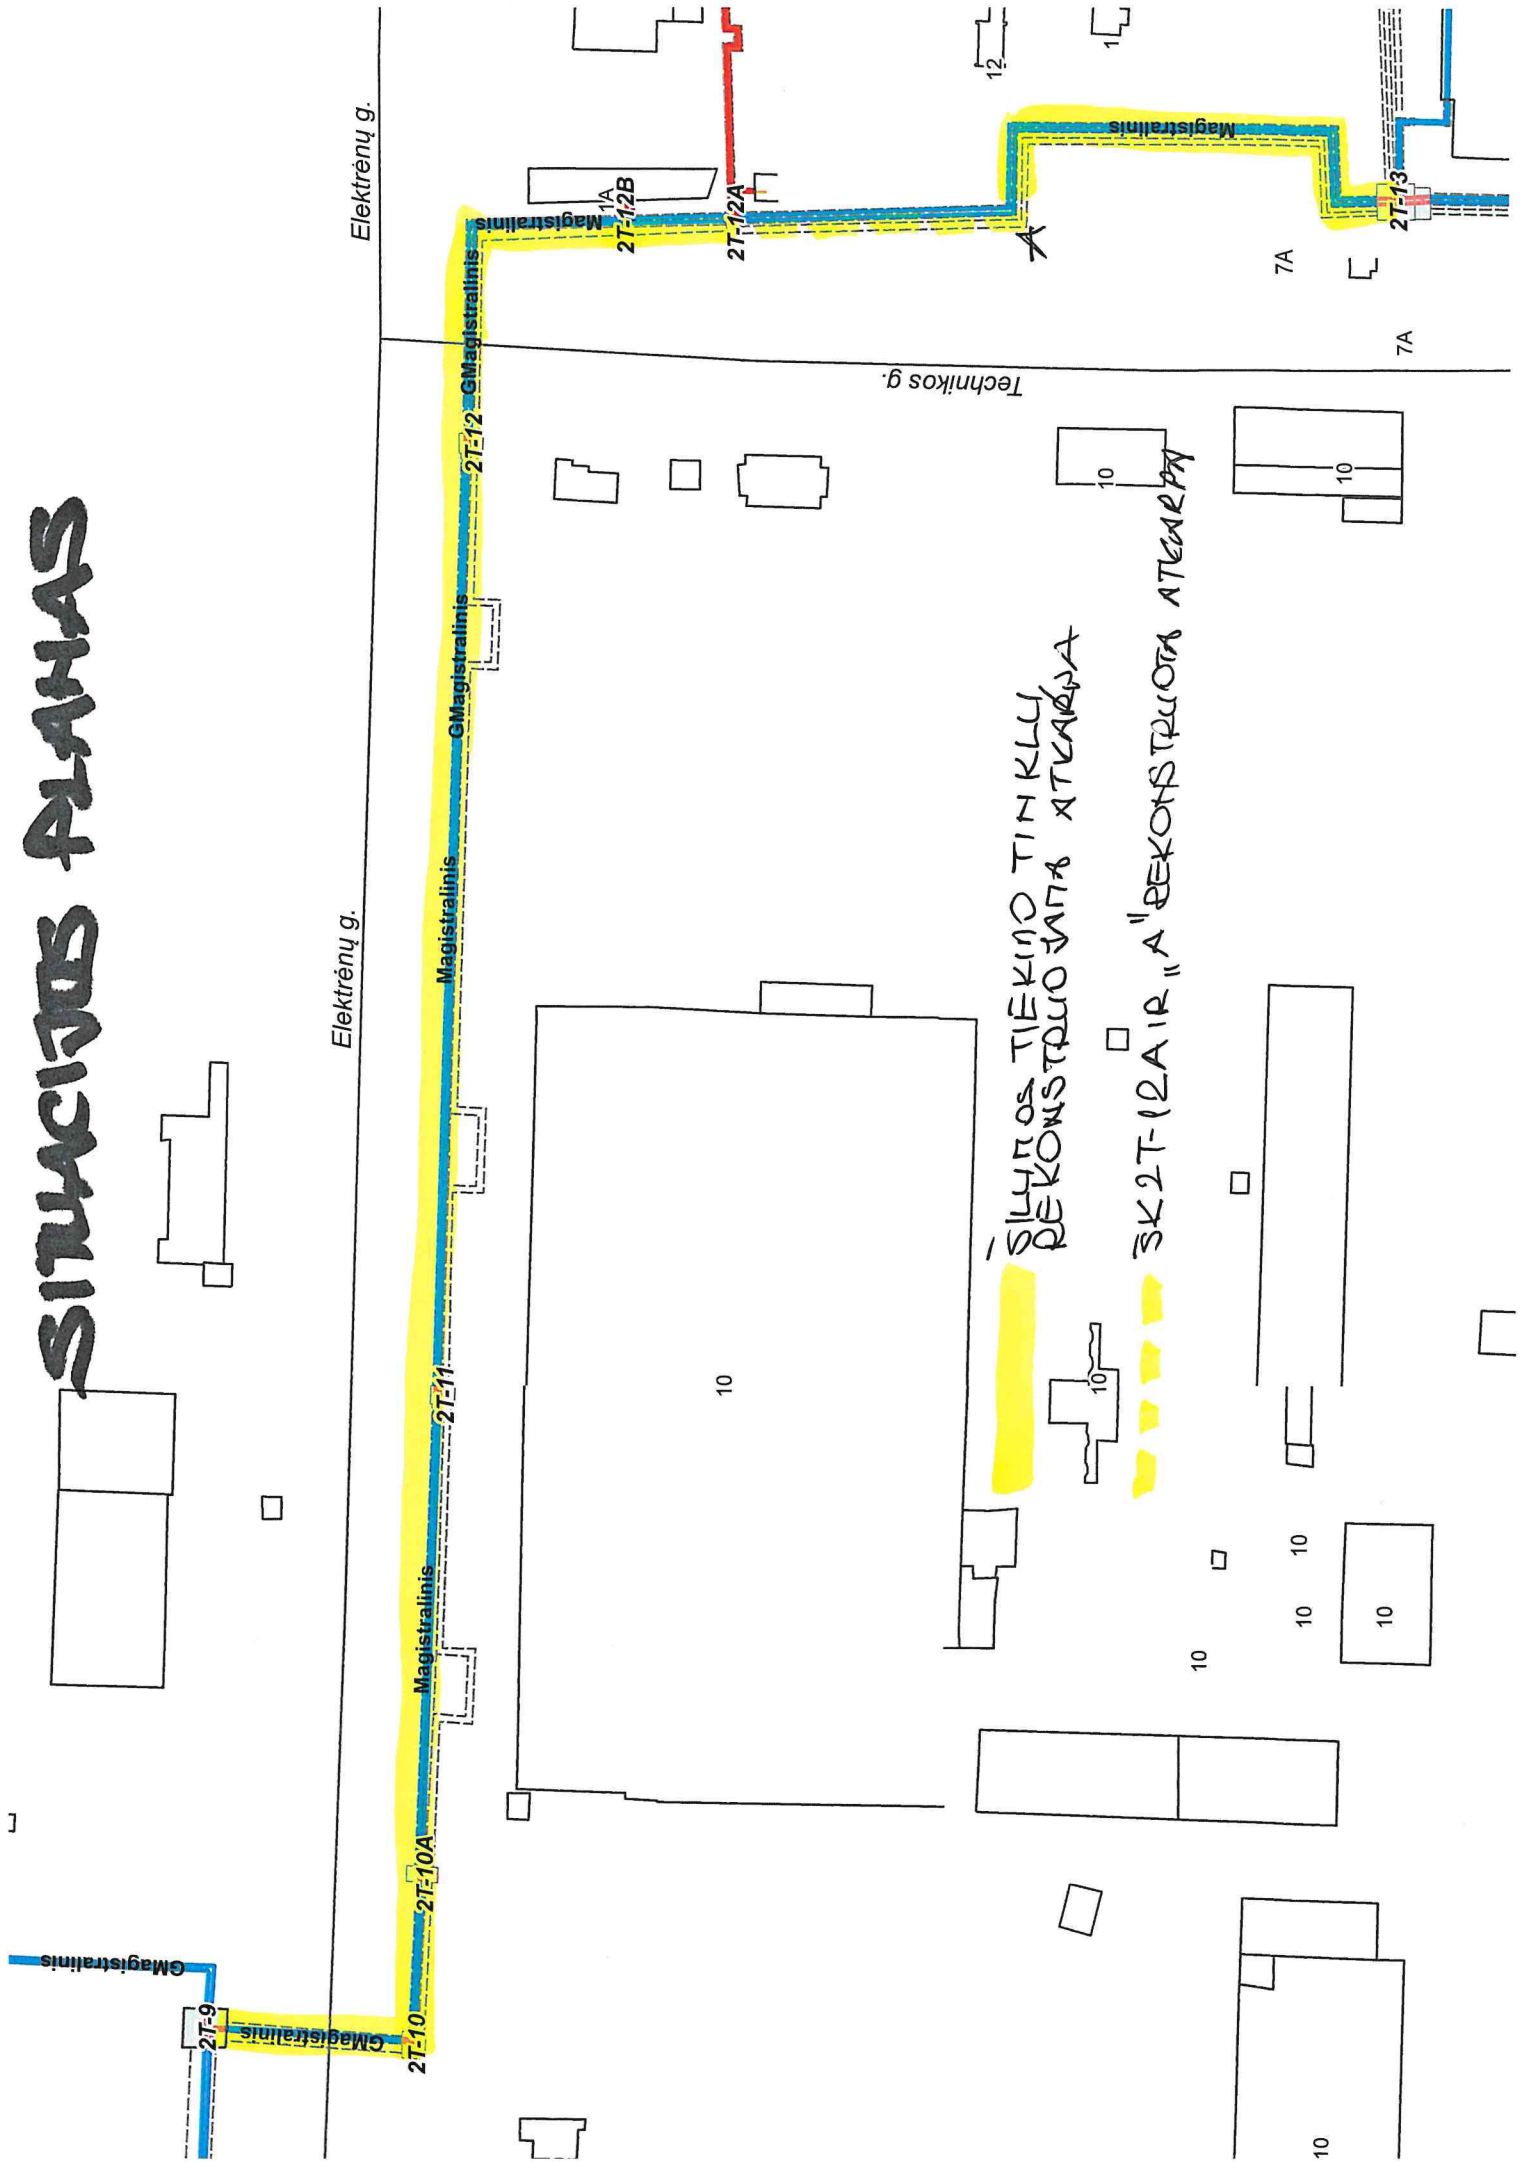 SITUACIJOS PLANAS
Elektrėnų g.
Elektrėnų g.
GMagistralinis
2T-9
GMagistralinis
2T-10
2T-10A
Magistralinis
2T-11
Magistralinis
GMagistralinis
2T-12
GMagistralinis
Magistralinis
1A
2T-12B
2T-12A
A
Magistralinis
2T-13
12
1
7A
7A
Technikos g.
10
10
10
ŠILUMOS TIEKIMO TINKLŲ
REKONSTRUOJAMA ATKARPA
10
ŠK2T-12A IR „A" REKONSTRUOTA ATKARPA
10
10
10
10
10